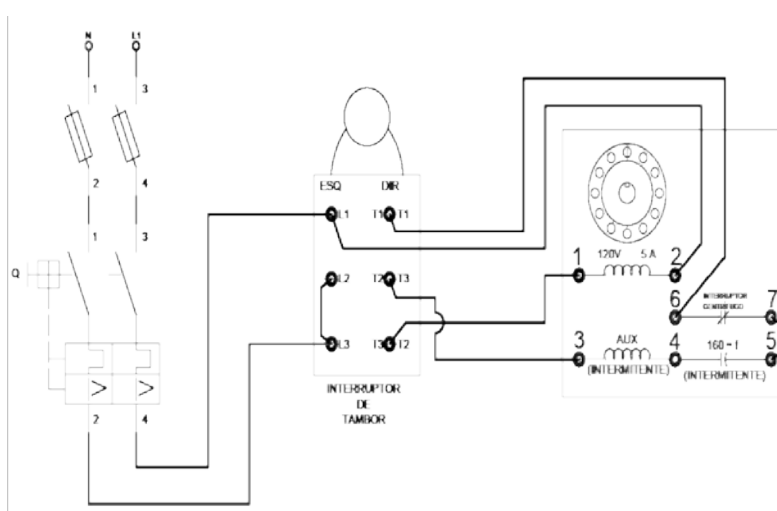 N L1
1 3
2 4
1 3
Q
2 4
ESQ DIR
L1 T1 T1
L2 T2 T3
L3 T3 T2
INTERRUPTOR
DE
TAMBOR
120V 5 A
1 2
6 INTERRUPTOR 7
3 AUX 4 160 5
(INTERMITENTE) (INTERMITENTE)